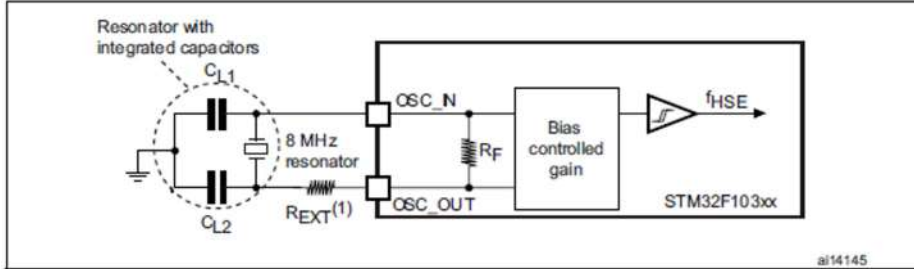 Resonator with
integrated capacitors
CL1
OSC_IN
fHSE
8 MHz
resonator
RF
Bias
controlled
gain
REXT(1)
OSC_OUT
STM32F103xx
CL2
ai14145